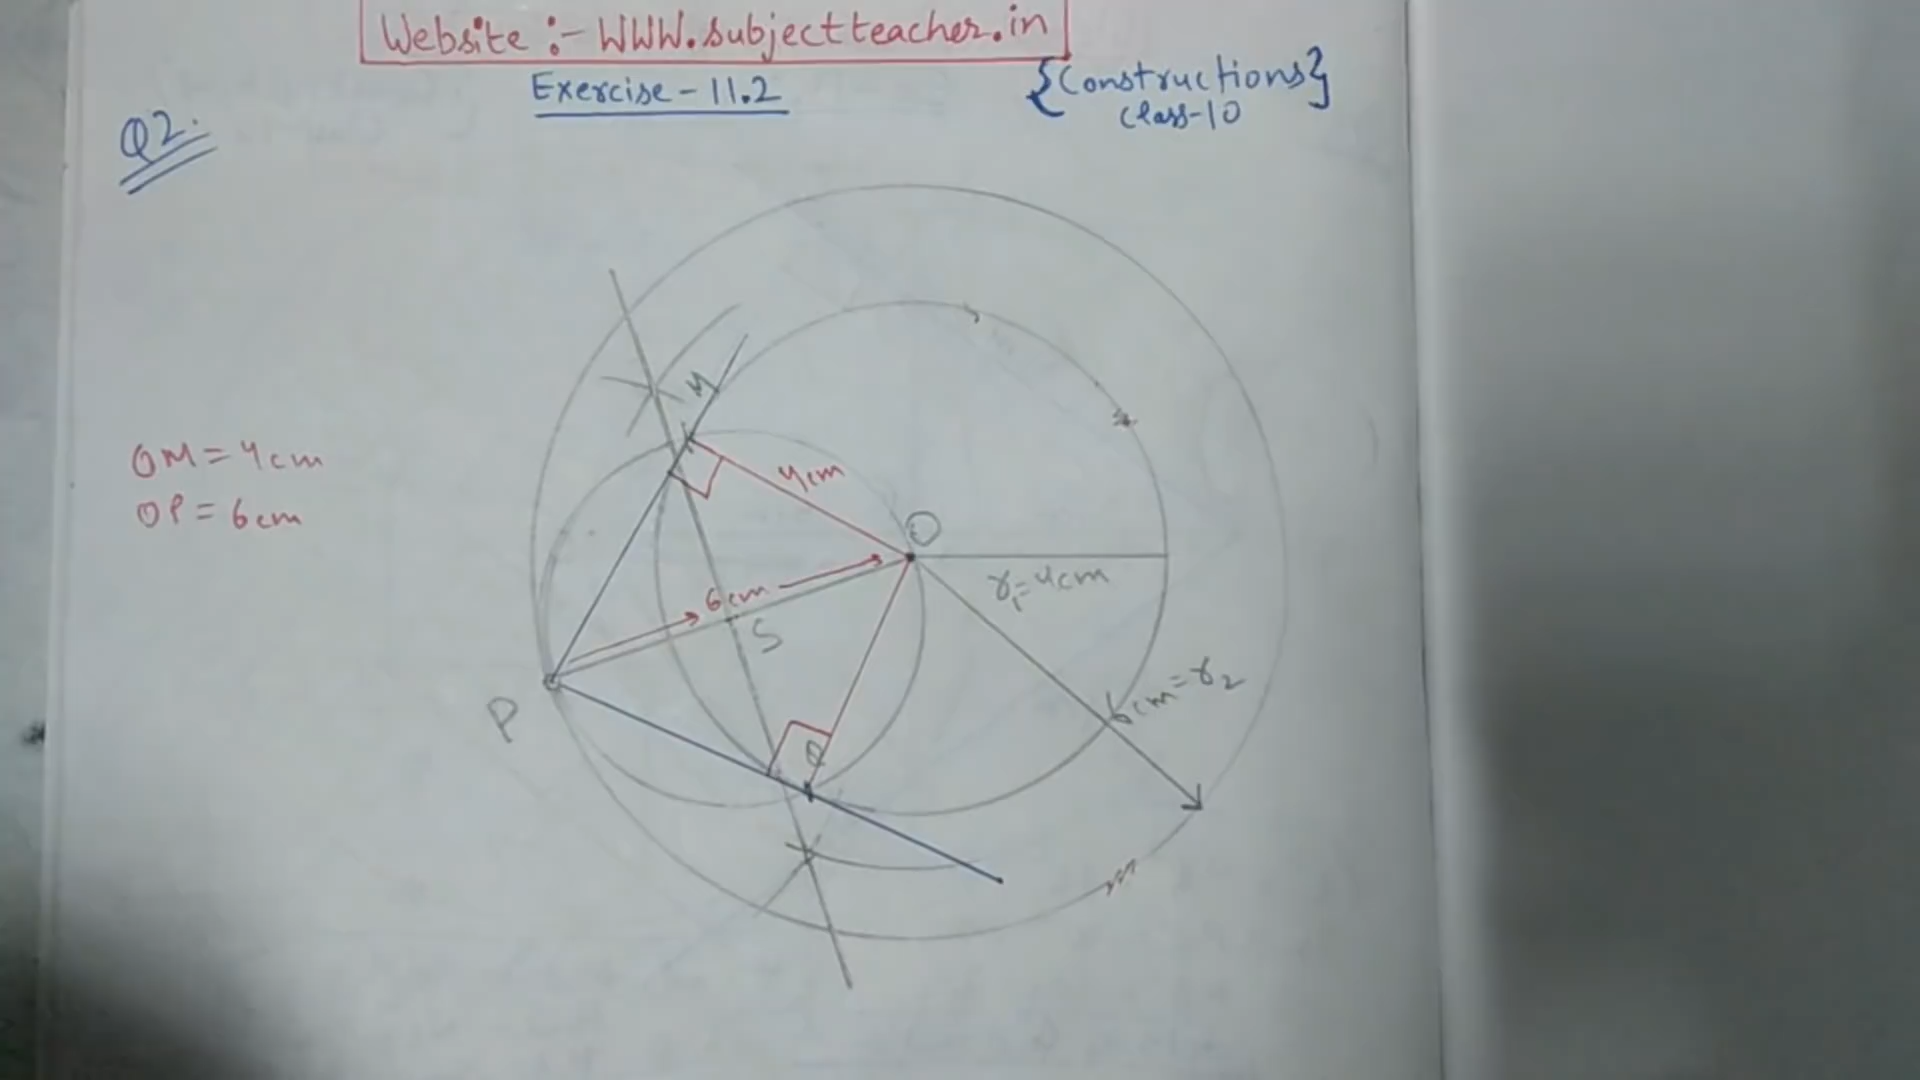 Website :- WWW.subjectteacher.in
Exercise - 11.2
{Constructions}
Class-10
Q2.
M
OM = 4cm
4cm
OP = 6cm
O
r₁=4cm
6cm
S
6cm = r₂
P
Q